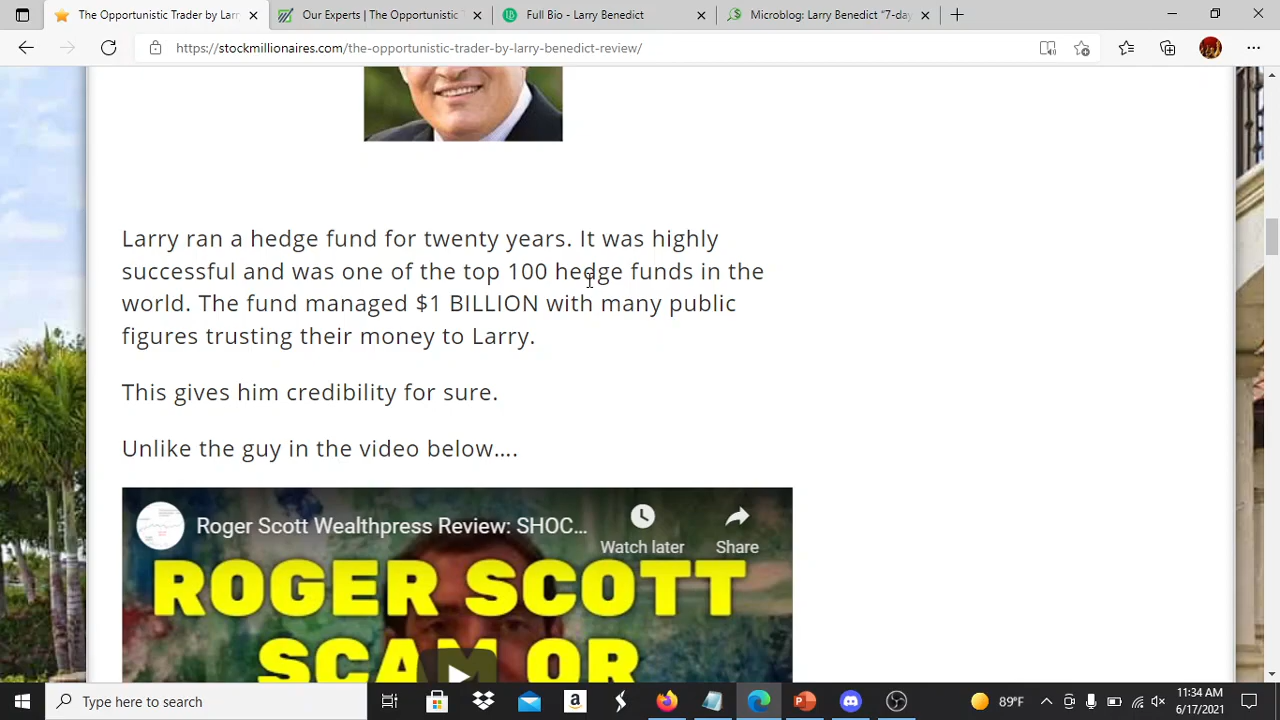 The Opportunistic Trader by Larr
Our Experts | The Opportunistic
Full Bio - Larry Benedict
Microblog: Larry Benedict "7-day
https://stockmillionaires.com/the-opportunistic-trader-by-larry-benedict-review/
Larry ran a hedge fund for twenty years. It was highly
successful and was one of the top 100 hedge funds in the
world. The fund managed $1 BILLION with many public
figures trusting their money to Larry.
This gives him credibility for sure.
Unlike the guy in the video below....
Roger Scott Wealthpress Review: SHOC...
Watch later
Share
ROGER SCOTT
SCAM OR
Type here to search
89°F
11:34 AM
6/17/2021